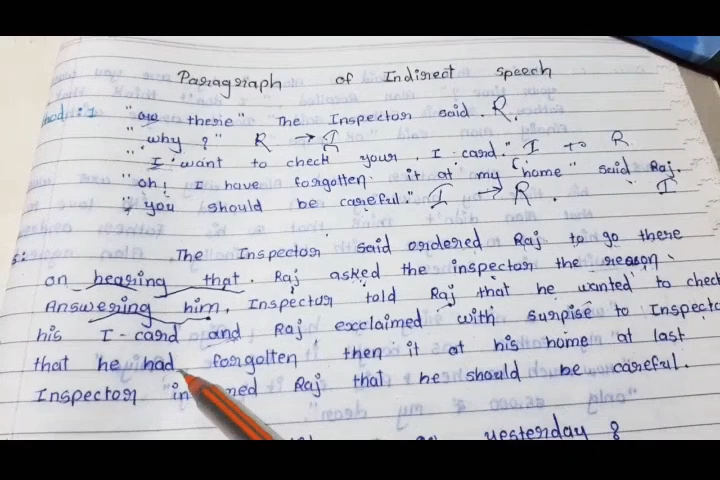 Paragraph of Indirect speech
"Go there" The Inspector said. R.
"why?" R → I
"I want to check your I-card." I to R
"oh! I have forgotten it at my home" said Raj. I
"you should be careful." I → R.
The Inspector said ordered Raj to go there
on hearing that. Raj asked the inspector the reason.
Answering him, Inspector told Raj that he wanted to check
his I-card and Raj exclaimed with surpise to Inspector
that he had forgotten then it at his home at last
Inspector Raj that he should be careful.
yesterday ?